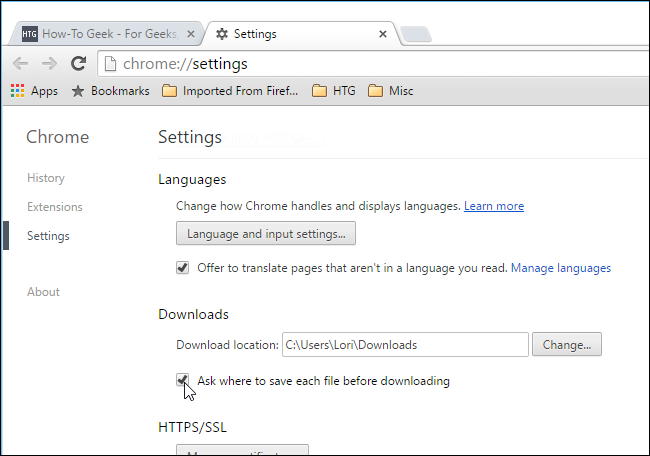 HTG How-To Geek - For Geeks,
Settings
chrome://settings
Apps Bookmarks Imported From Firef... HTG Misc
Chrome
Settings
History
Extensions
Settings
About
Languages
Change how Chrome handles and displays languages. Learn more
Language and input settings...
Offer to translate pages that aren't in a language you read. Manage languages
Downloads
Download location: C:\Users\Lori\Downloads Change...
Ask where to save each file before downloading
HTTPS/SSL